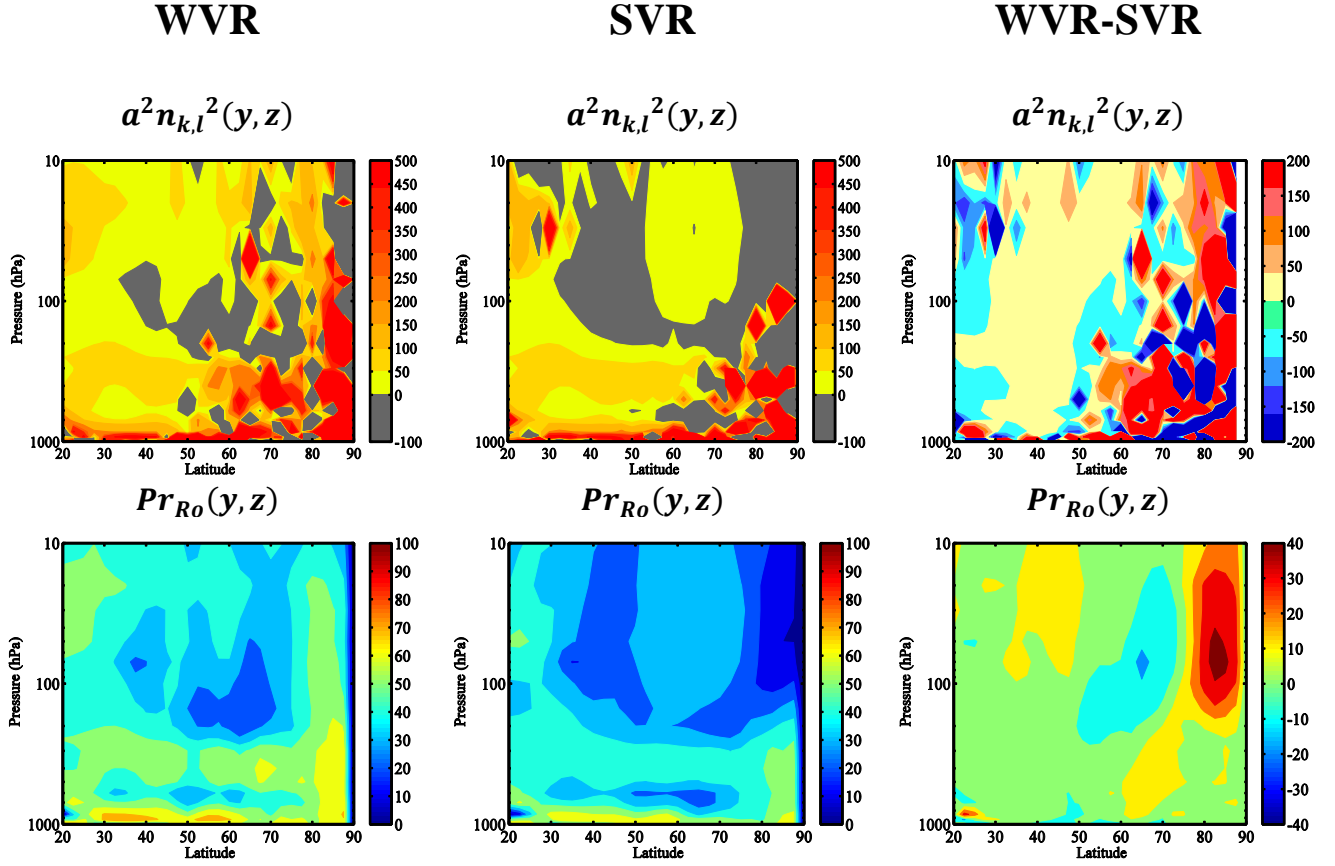 WVR SVR WVR-SVR
a²n_{k,l}²(y, z) a²n_{k,l}²(y, z) a²n_{k,l}²(y, z)
10 500 10 500 10 200
450 450 150
400 400
350 350 100
300 300 50
Pressure (hPa) 100 250 Pressure (hPa) 100 250 Pressure (hPa) 100 0
200 200 -50
150 150
100 100 -100
50 50 -150
0 0
1000 -100 1000 -100 1000 -200
20 30 40 50 60 70 80 90 20 30 40 50 60 70 80 90 20 30 40 50 60 70 80 90
Latitude Latitude Latitude
Pr_{Ro}(y, z) Pr_{Ro}(y, z) Pr_{Ro}(y, z)
10 100 10 100 10 40
90 90 30
80 80
70 70 20
60 60 10
Pressure (hPa) 100 50 Pressure (hPa) 100 50 Pressure (hPa) 100 0
40 40 -10
30 30
20 20 -20
10 10 -30
1000 0 1000 0 1000 -40
20 30 40 50 60 70 80 90 20 30 40 50 60 70 80 90 20 30 40 50 60 70 80 90
Latitude Latitude Latitude